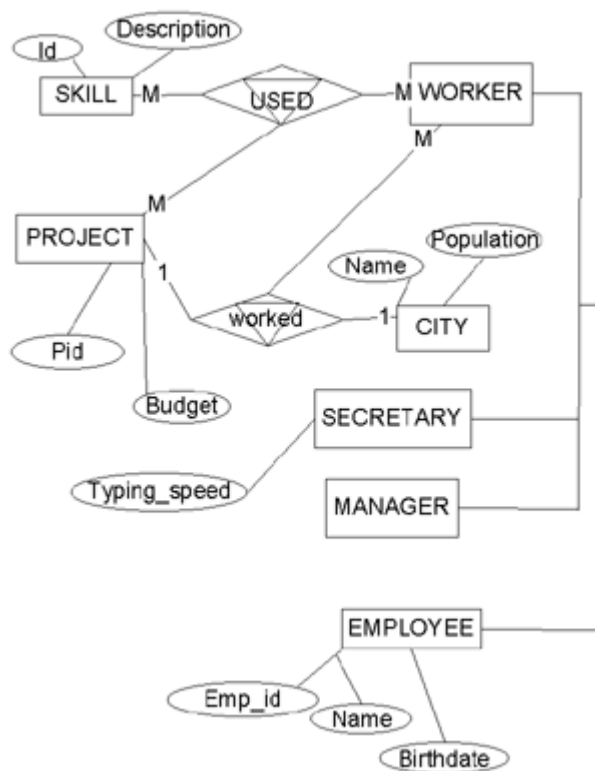 Description
Id
SKILL
M
USED
M
WORKER
M
M
PROJECT
1
Population
Name
worked
1
CITY
Pid
Budget
SECRETARY
Typing_speed
MANAGER
EMPLOYEE
Emp_id
Name
Birthdate